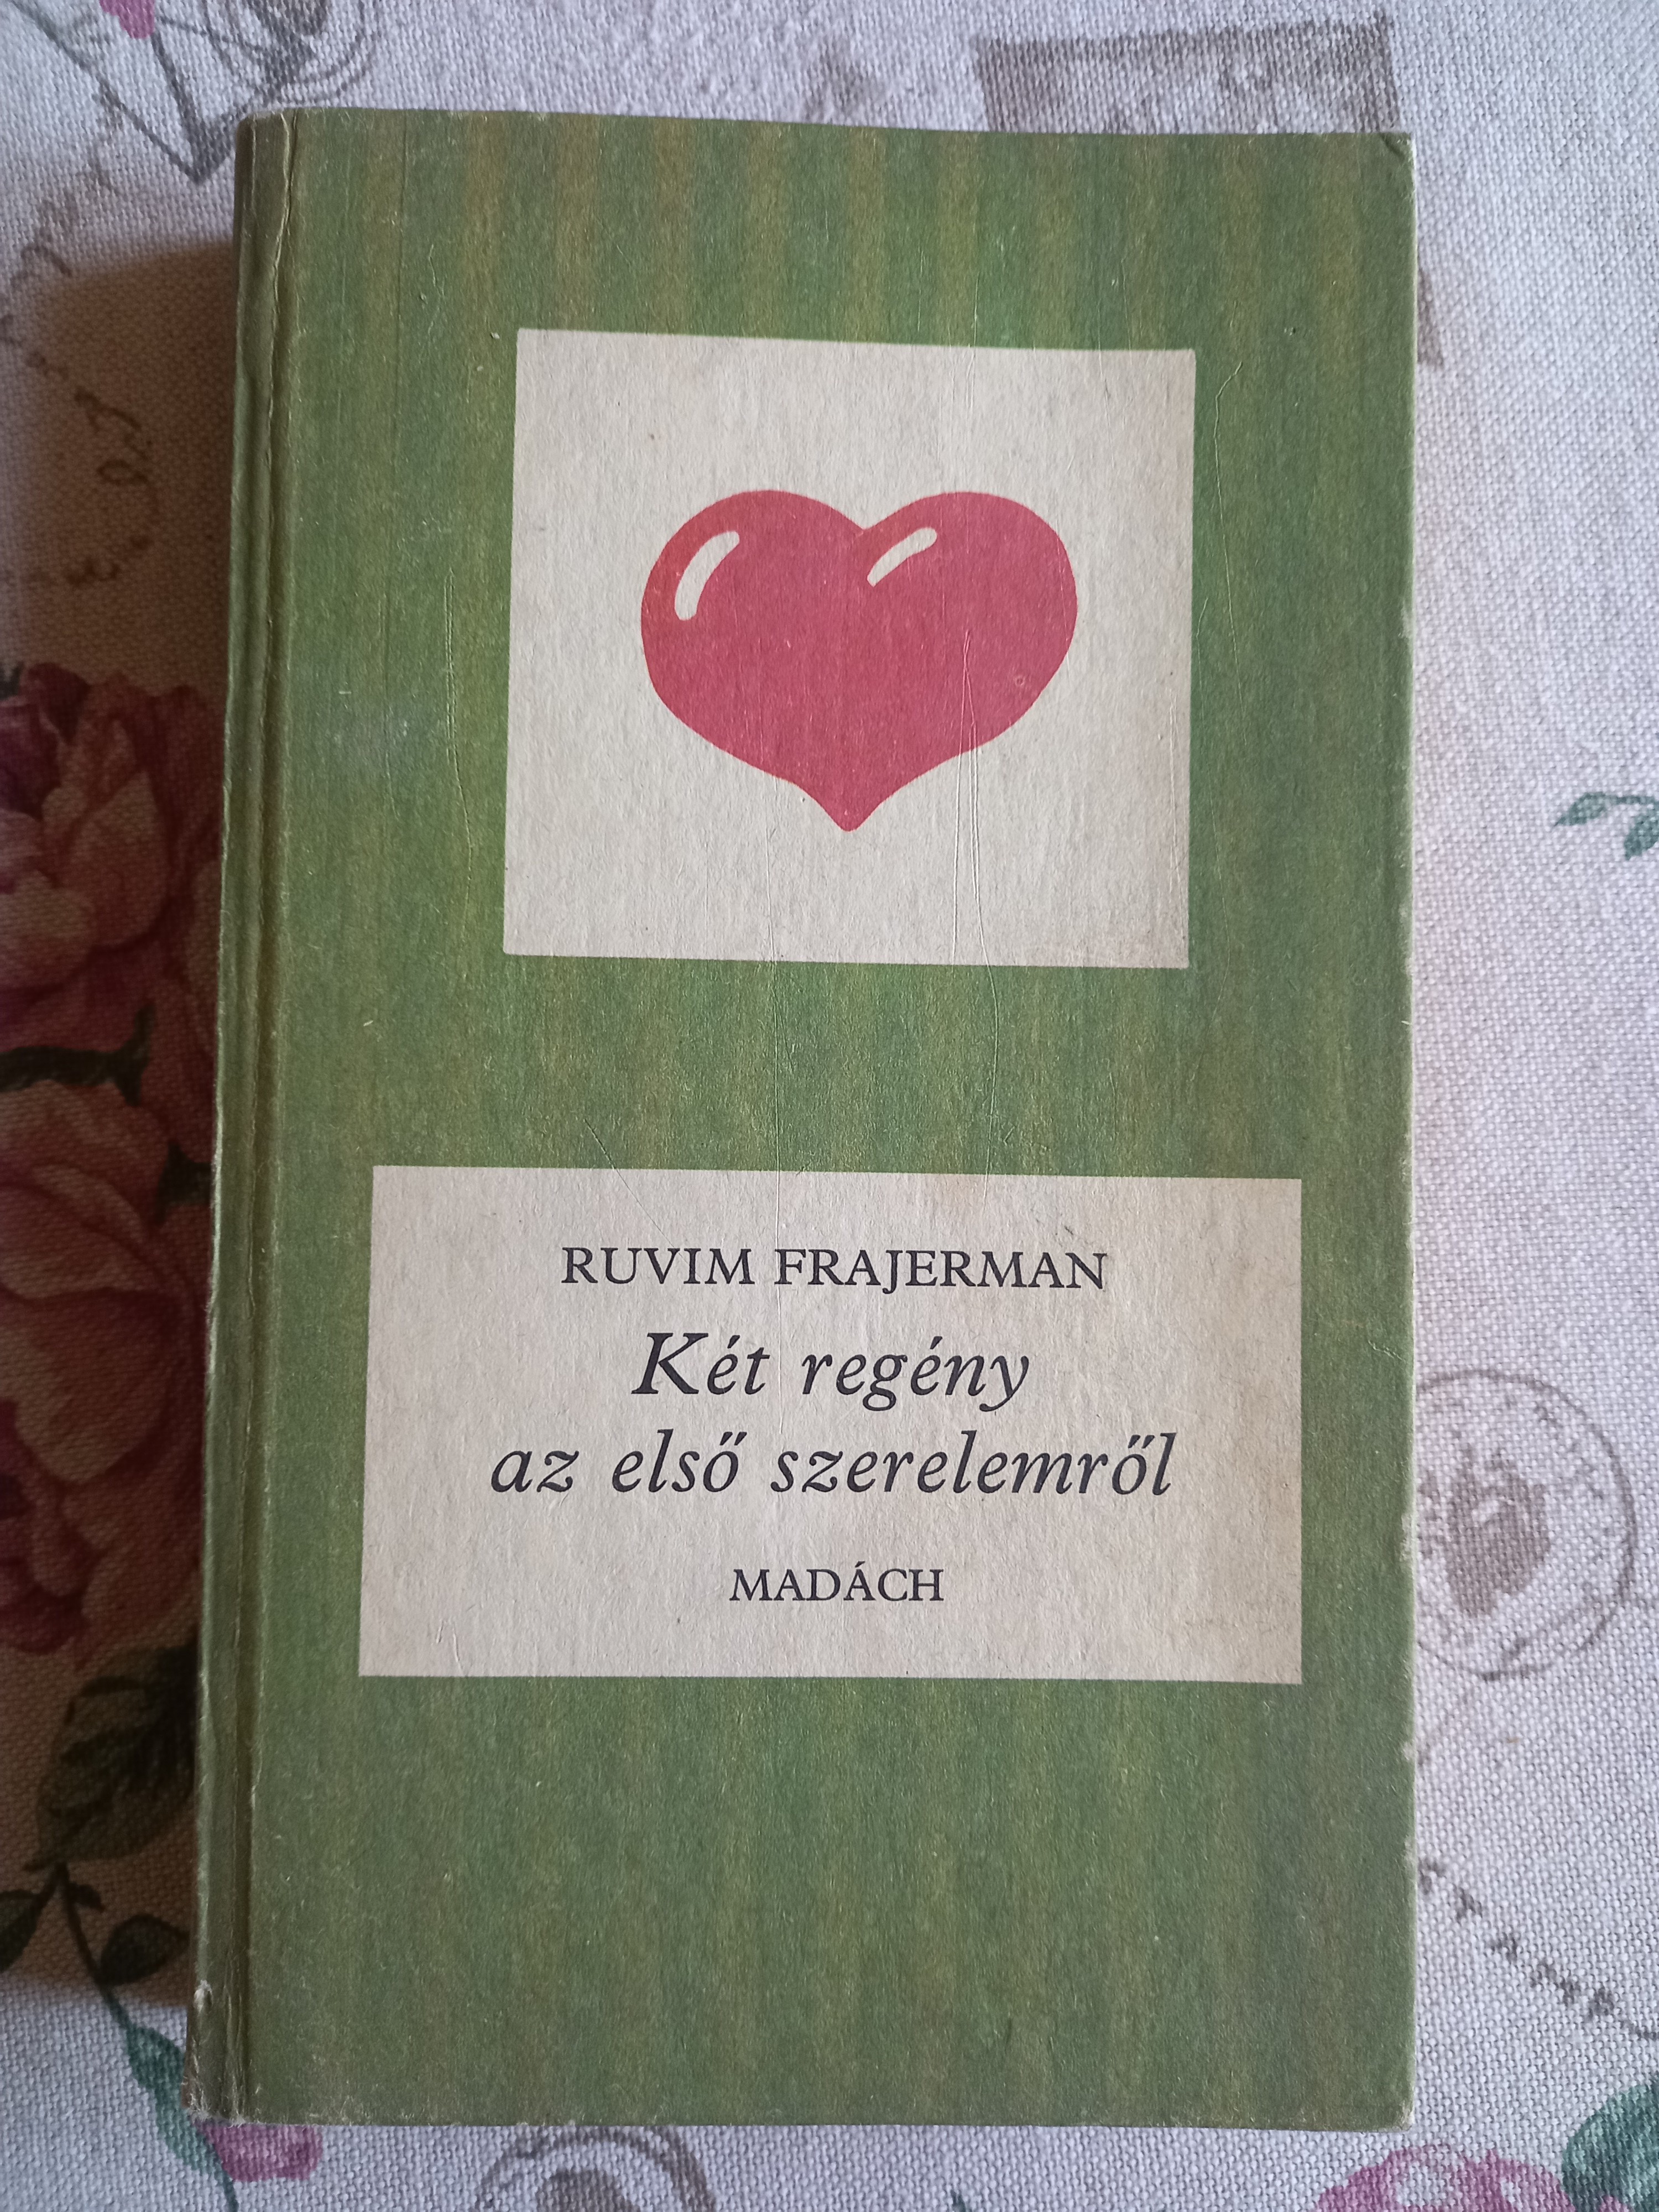 RUVIM FRAJERMAN
Két regény
az első szerelemről
MADÁCH